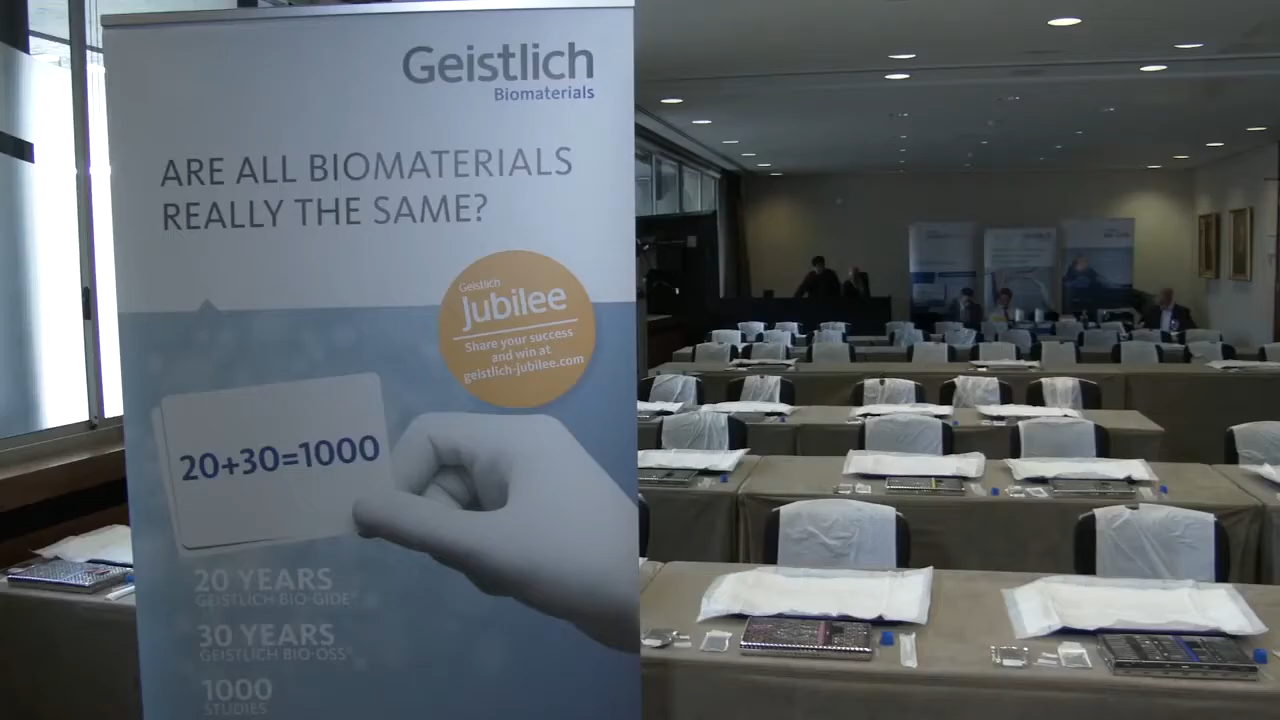 Geistlich
Biomaterials
ARE ALL BIOMATERIALS
REALLY THE SAME?
Geistlich
Jubilee
Share your success
and win at
geistlich-jubilee.com
20+30=1000
20 YEARS
GEISTLICH BIO-GIDE®
30 YEARS
GEISTLICH BIO-OSS®
1000
STUDIES